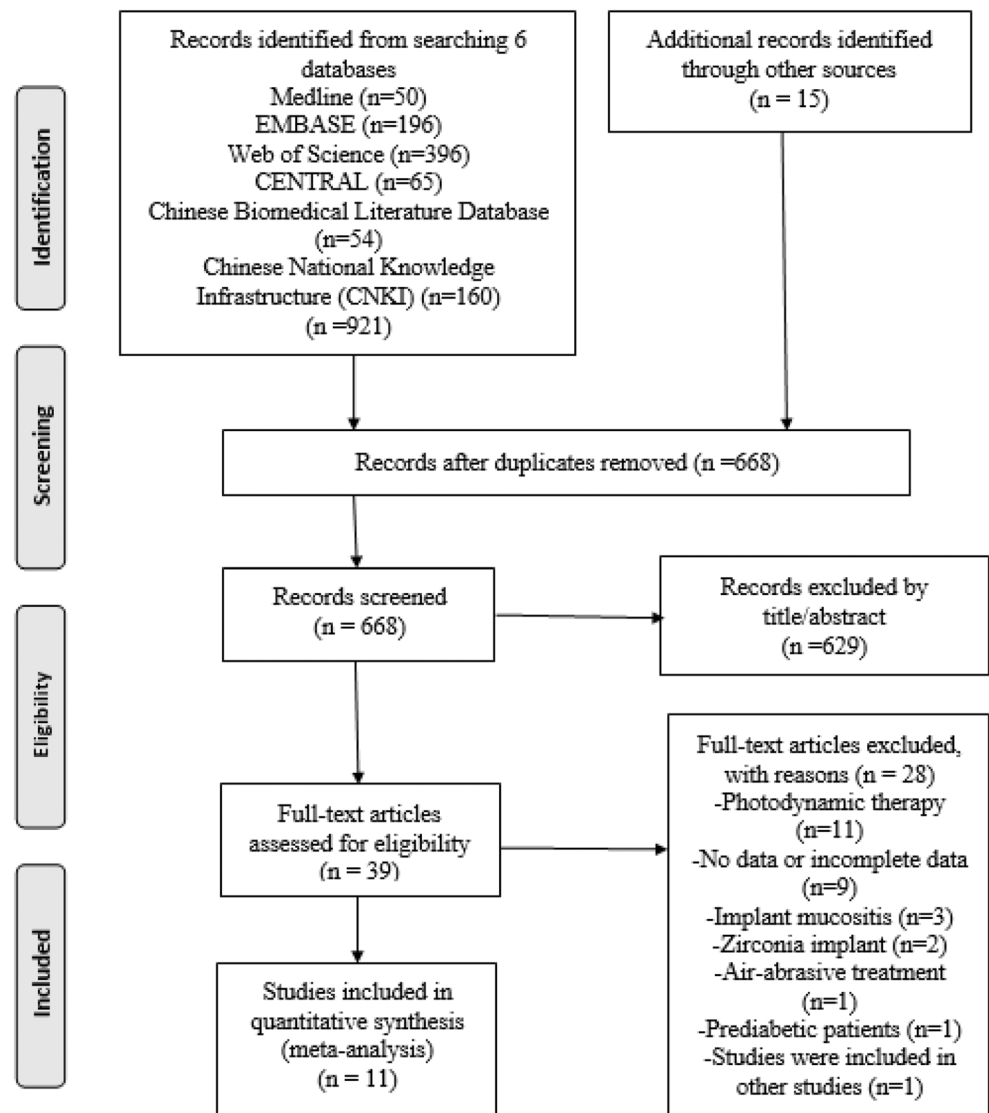 Identification
Records identified from searching 6
databases
Medline (n=50)
EMBASE (n=196)
Web of Science (n=396)
CENTRAL (n=65)
Chinese Biomedical Literature Database
(n=54)
Chinese National Knowledge
Infrastructure (CNKI) (n=160)
(n =921)
Additional records identified
through other sources
(n = 15)
Screening
Records after duplicates removed (n =668)
Records screened
(n = 668)
Records excluded by
title/abstract
(n =629)
Eligibility
Full-text articles
assessed for eligibility
(n = 39)
Full-text articles excluded,
with reasons (n = 28)
-Photodynamic therapy
(n=11)
-No data or incomplete data
(n=9)
-Implant mucositis (n=3)
-Zirconia implant (n=2)
-Air-abrasive treatment
(n=1)
-Prediabetic patients (n=1)
-Studies were included in
other studies (n=1)
Included
Studies included in
quantitative synthesis
(meta-analysis)
(n = 11)